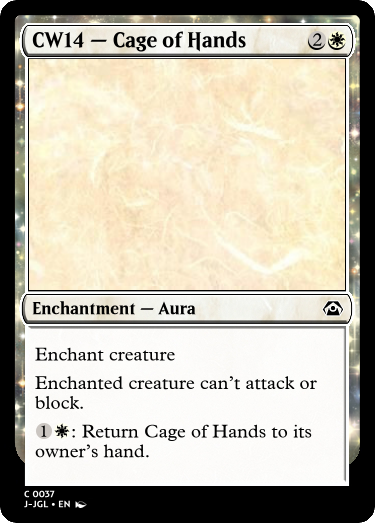 CW14 — Cage of Hands 2
Enchantment — Aura
Enchant creature
Enchanted creature can't attack or
block.
1 : Return Cage of Hands to its
owner's hand.
C 0037
J-JGL • EN